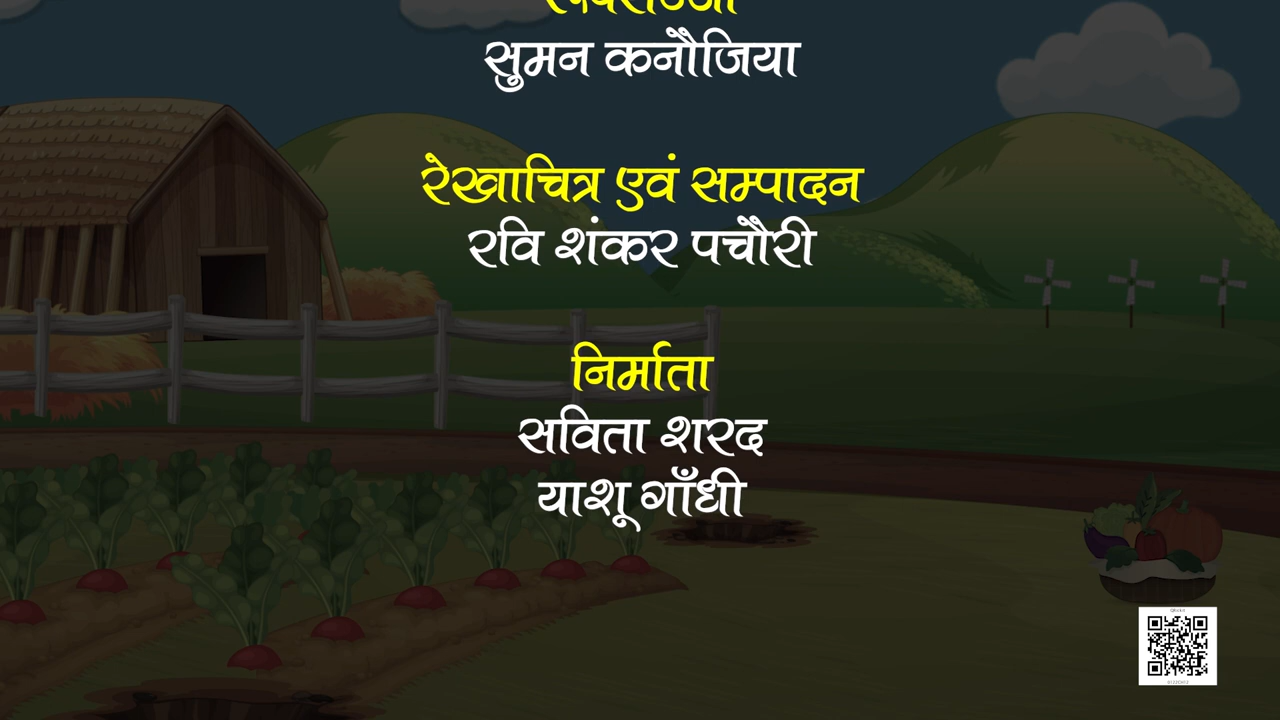 सुमन कनौजिया
रेखाचित्र एवं सम्पादन
रवि शंकर पचौरी
निर्माता
सविता शरद
याशू गाँधी